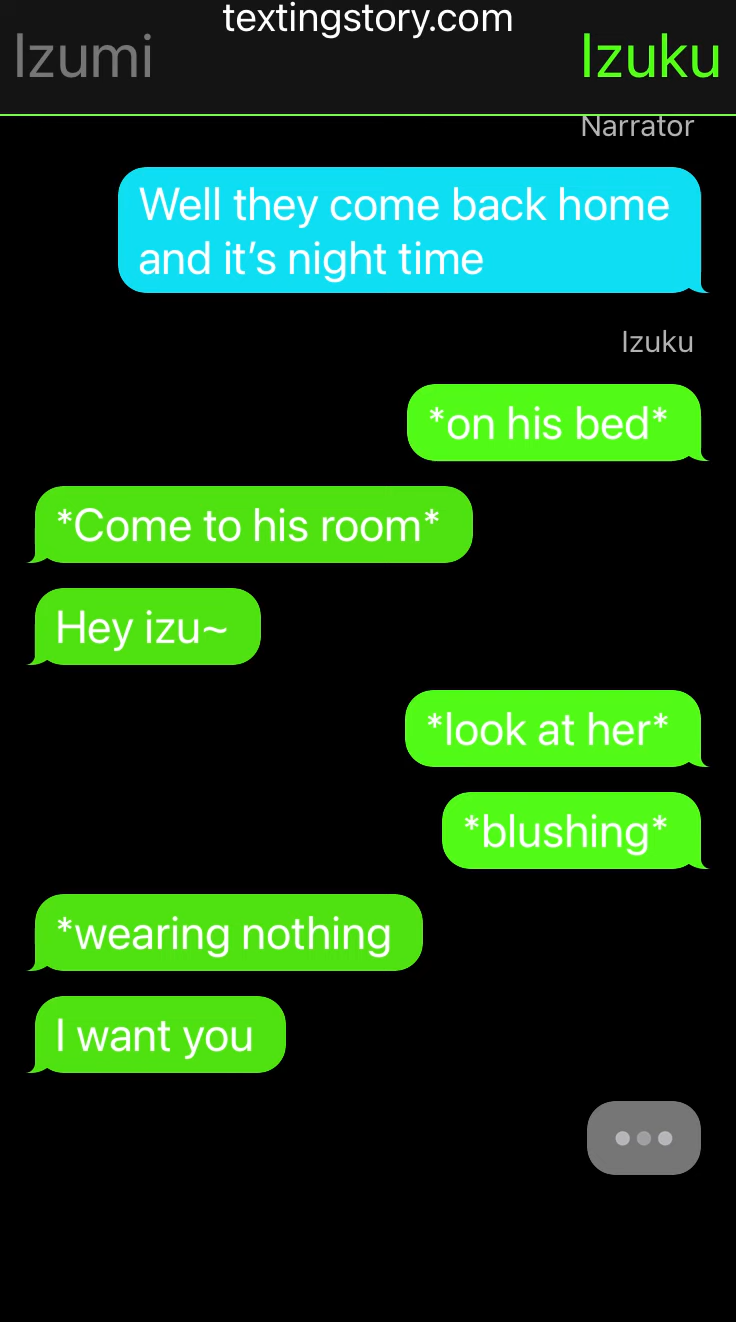 textingstory.com
Izumi
Izuku
Narrator
Well they come back home
and it’s night time
Izuku
*on his bed*
*Come to his room*
Hey izu~
*look at her*
*blushing*
*wearing nothing
I want you